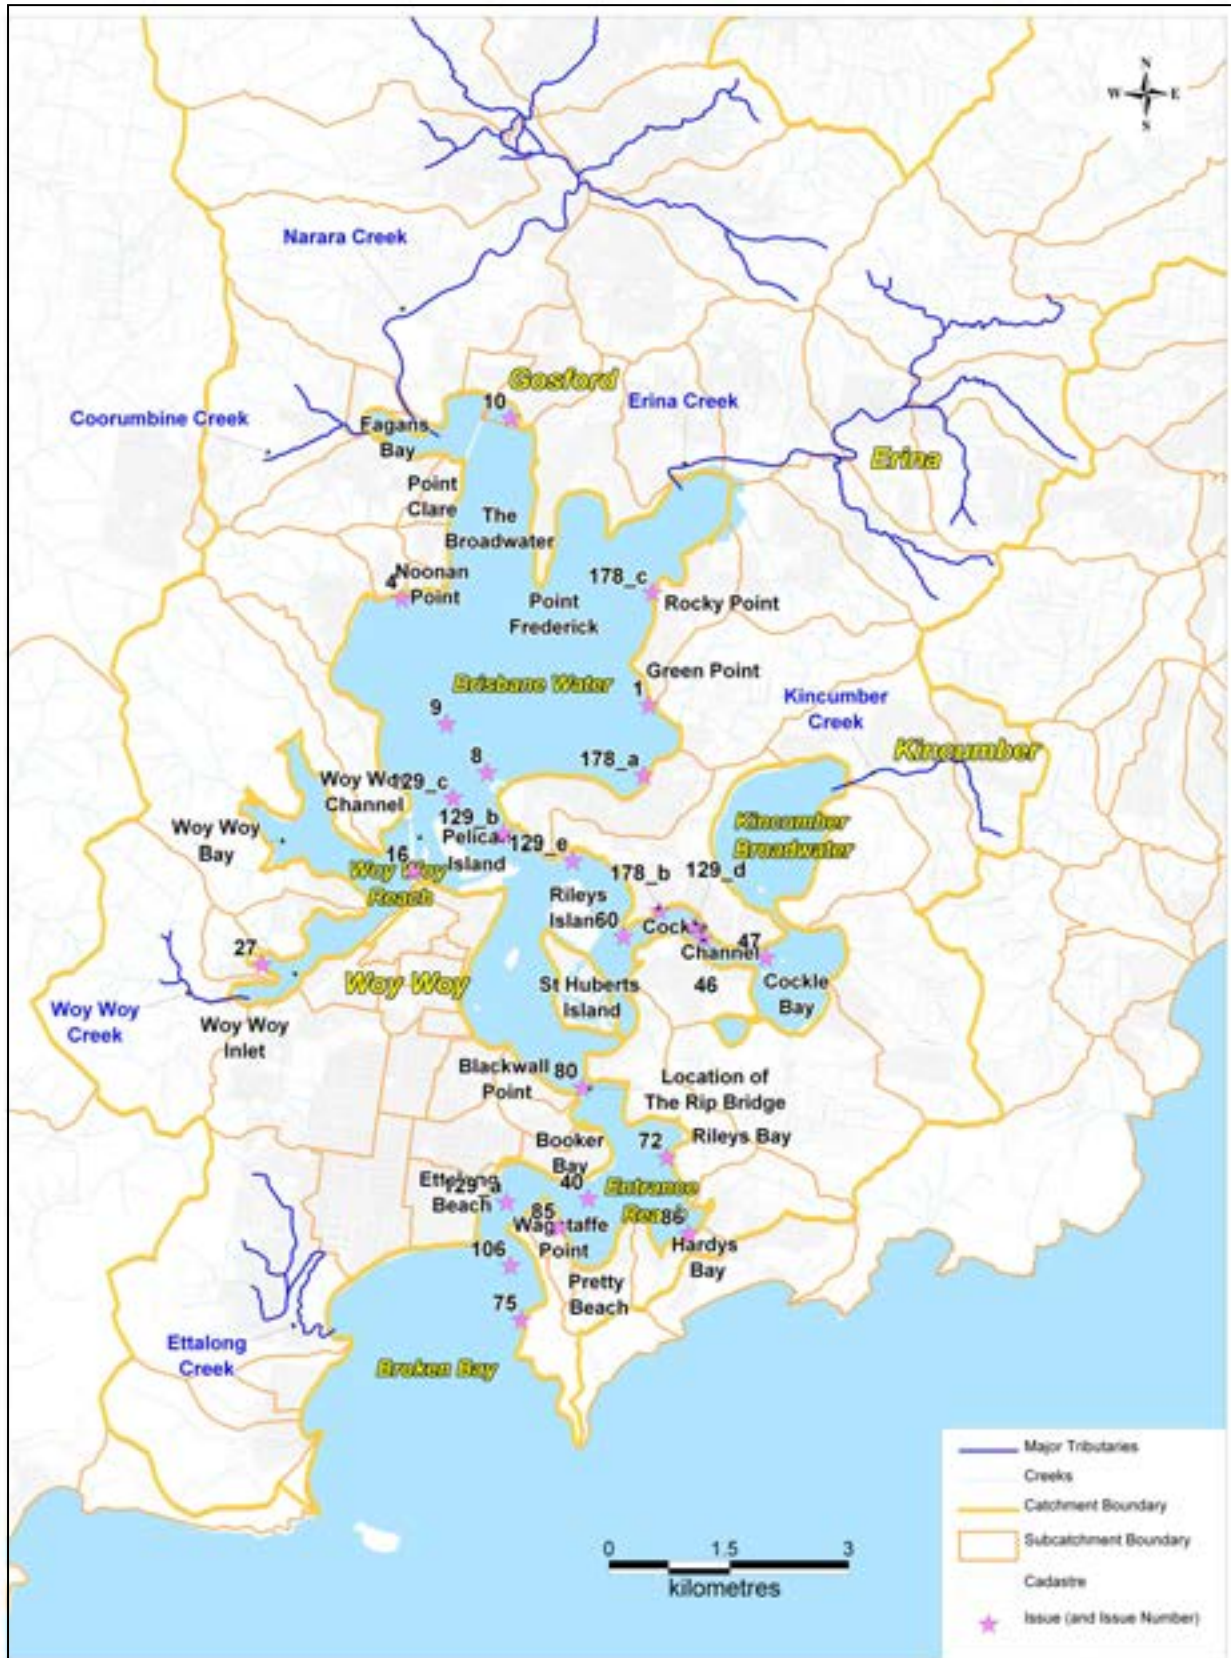 N
W E
S
Narara Creek
Gosford
10
Erina Creek
Coorumbine Creek
Fagans
Bay
Erina
Point
Clare
The
Broadwater
4
Noonan
Point
178_c
Rocky Point
Point
Frederick
Green Point
Brisbane Water
1
Kincumber
Creek
9
Kincumber
8
178_a
Woy Woy
Channel
129_c
129_b
Pelican
Island
Woy Woy
Bay
129_e
Kincumber
Broadwater
16
Woy Woy
Reach
178_b
129_d
Rileys
Island
60
Cockle
Channel
47
27
Woy Woy
St Huberts
Island
46
Cockle
Bay
Woy Woy
Creek
Woy Woy
Inlet
Blackwall
Point
80
Location of
The Rip Bridge
Booker
Bay
72
Rileys Bay
Ettalong
Beach
129_a
40
Entrance
Reach
85
Wagstaffe
Point
86
Hardys
Bay
106
Pretty
Beach
75
Ettalong
Creek
Broken Bay
Major Tributaries
Creeks
Catchment Boundary
Subcatchment Boundary
Cadastre
Issue (and Issue Number)
0 1.5 3
kilometres